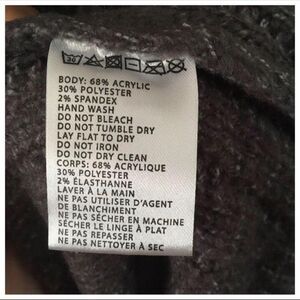 BODY: 68% ACRYLIC
30% POLYESTER
2% SPANDEX
HAND WASH
DO NOT BLEACH
DO NOT TUMBLE DRY
LAY FLAT TO DRY
DO NOT IRON
DO NOT DRY CLEAN
CORPS: 68% ACRYLIQUE
30% POLYESTER
2% ÉLASTHANNE
LAVER À LA MAIN
NE PAS UTILISER D'AGENT
DE BLANCHIMENT
NE PAS SÉCHER EN MACHINE
SÉCHER LE LINGE À PLAT
NE PAS REPASSER
NE PAS NETTOYER À SEC